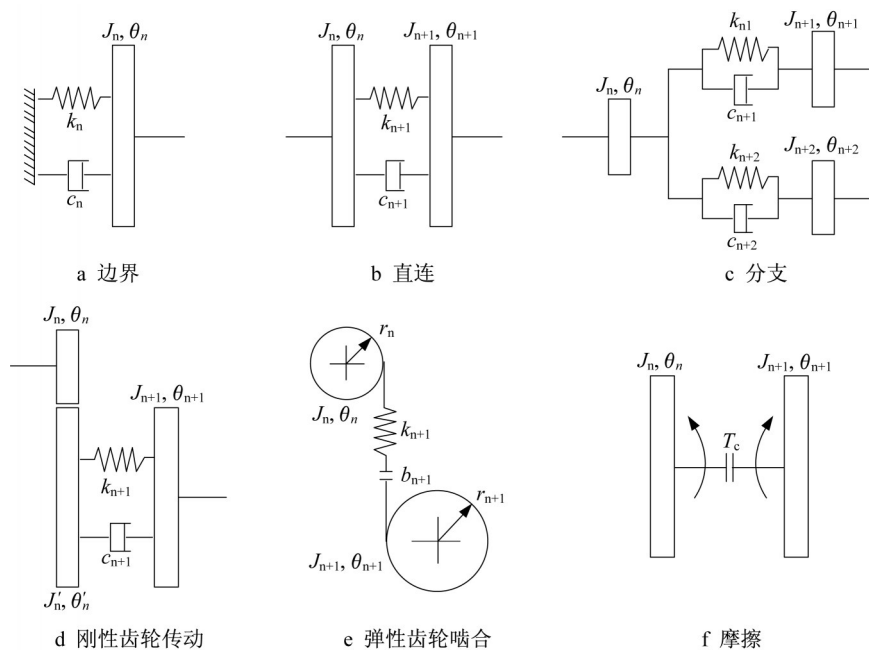 Jn, θn
kn
cn
a 边界
Jn, θn Jn+1, θn+1
kn+1
cn+1
b 直连
Jn, θn
kn1
Jn+1, θn+1
cn+1
kn+2
Jn+2, θn+2
cn+2
c 分支
Jn, θn
Jn+1, θn+1
kn+1
cn+1
J'n, θ'n
d 刚性齿轮传动
rn
Jn, θn
kn+1
bn+1
rn+1
Jn+1, θn+1
e 弹性齿轮啮合
Jn, θn
Jn+1, θn+1
Tc
f 摩擦